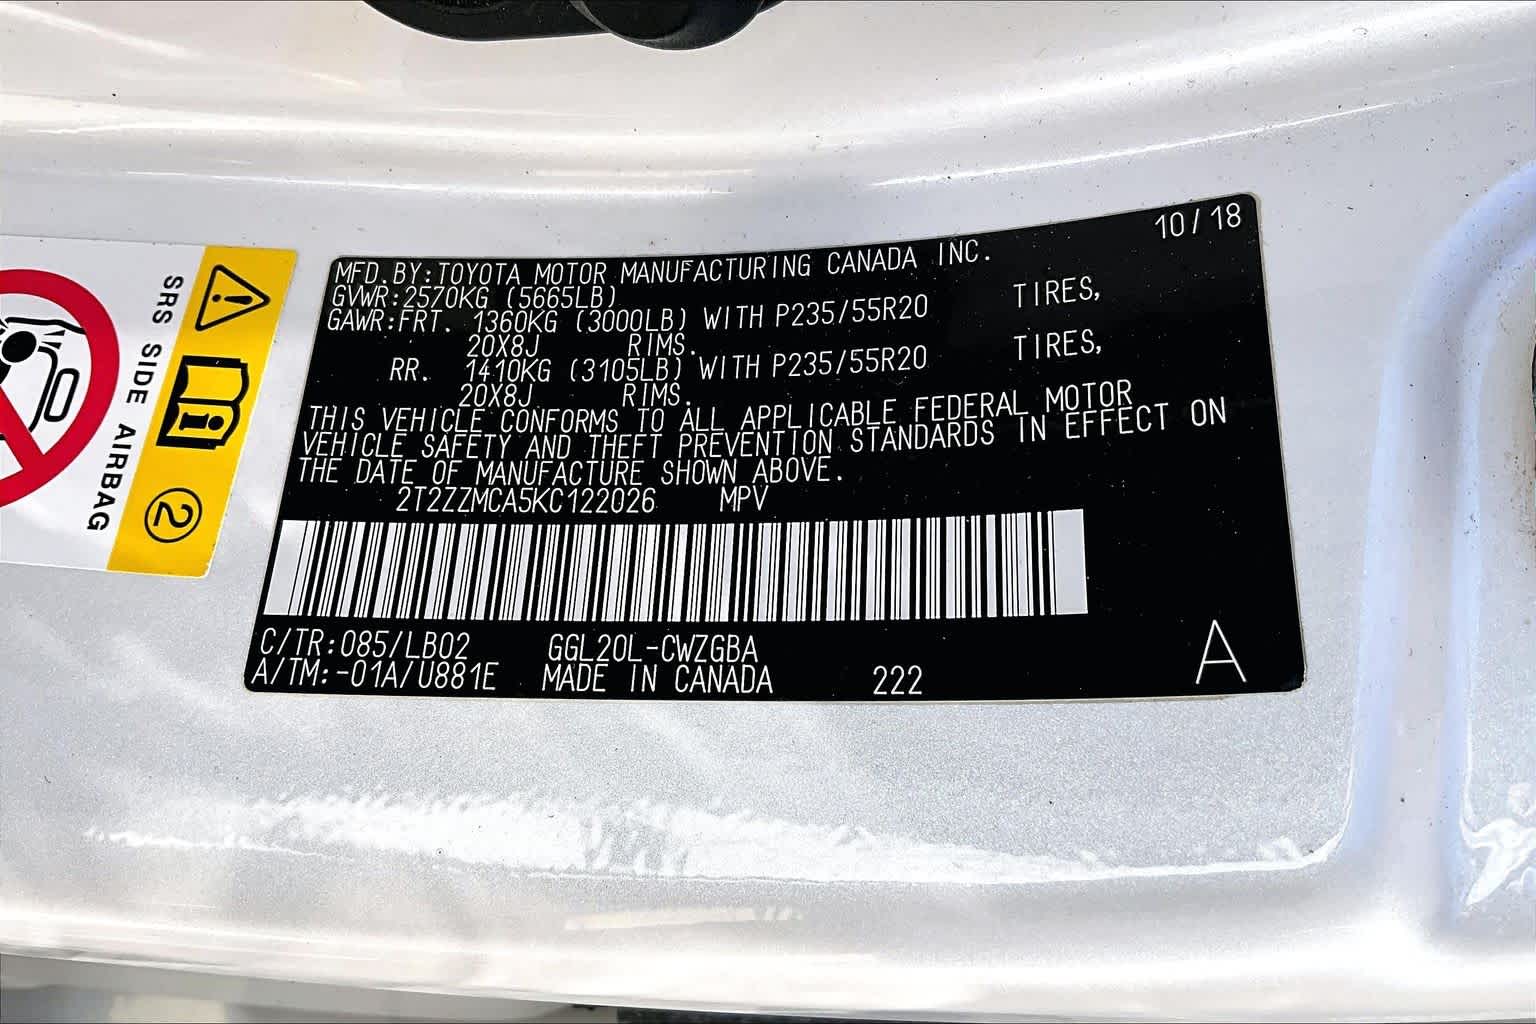 10/18
MFD.BY:TOYOTA MOTOR MANUFACTURING CANADA INC.
GVWR:2570KG (5665LB)
GAWR:FRT. 1360KG (3000LB) WITH P235/55R20 TIRES,
20X8J RIMS.
RR. 1410KG (3105LB) WITH P235/55R20 TIRES,
20X8J RIMS.
THIS VEHICLE CONFORMS TO ALL APPLICABLE FEDERAL MOTOR
VEHICLE SAFETY AND THEFT PREVENTION STANDARDS IN EFFECT ON
THE DATE OF MANUFACTURE SHOWN ABOVE.
2T2ZZMCA5KC122026 MPV
C/TR:085/LB02 GGL20L-CWZGBA
A/TM:-01A/U881E MADE IN CANADA 222 A
SRS SIDE AIRBAG
2